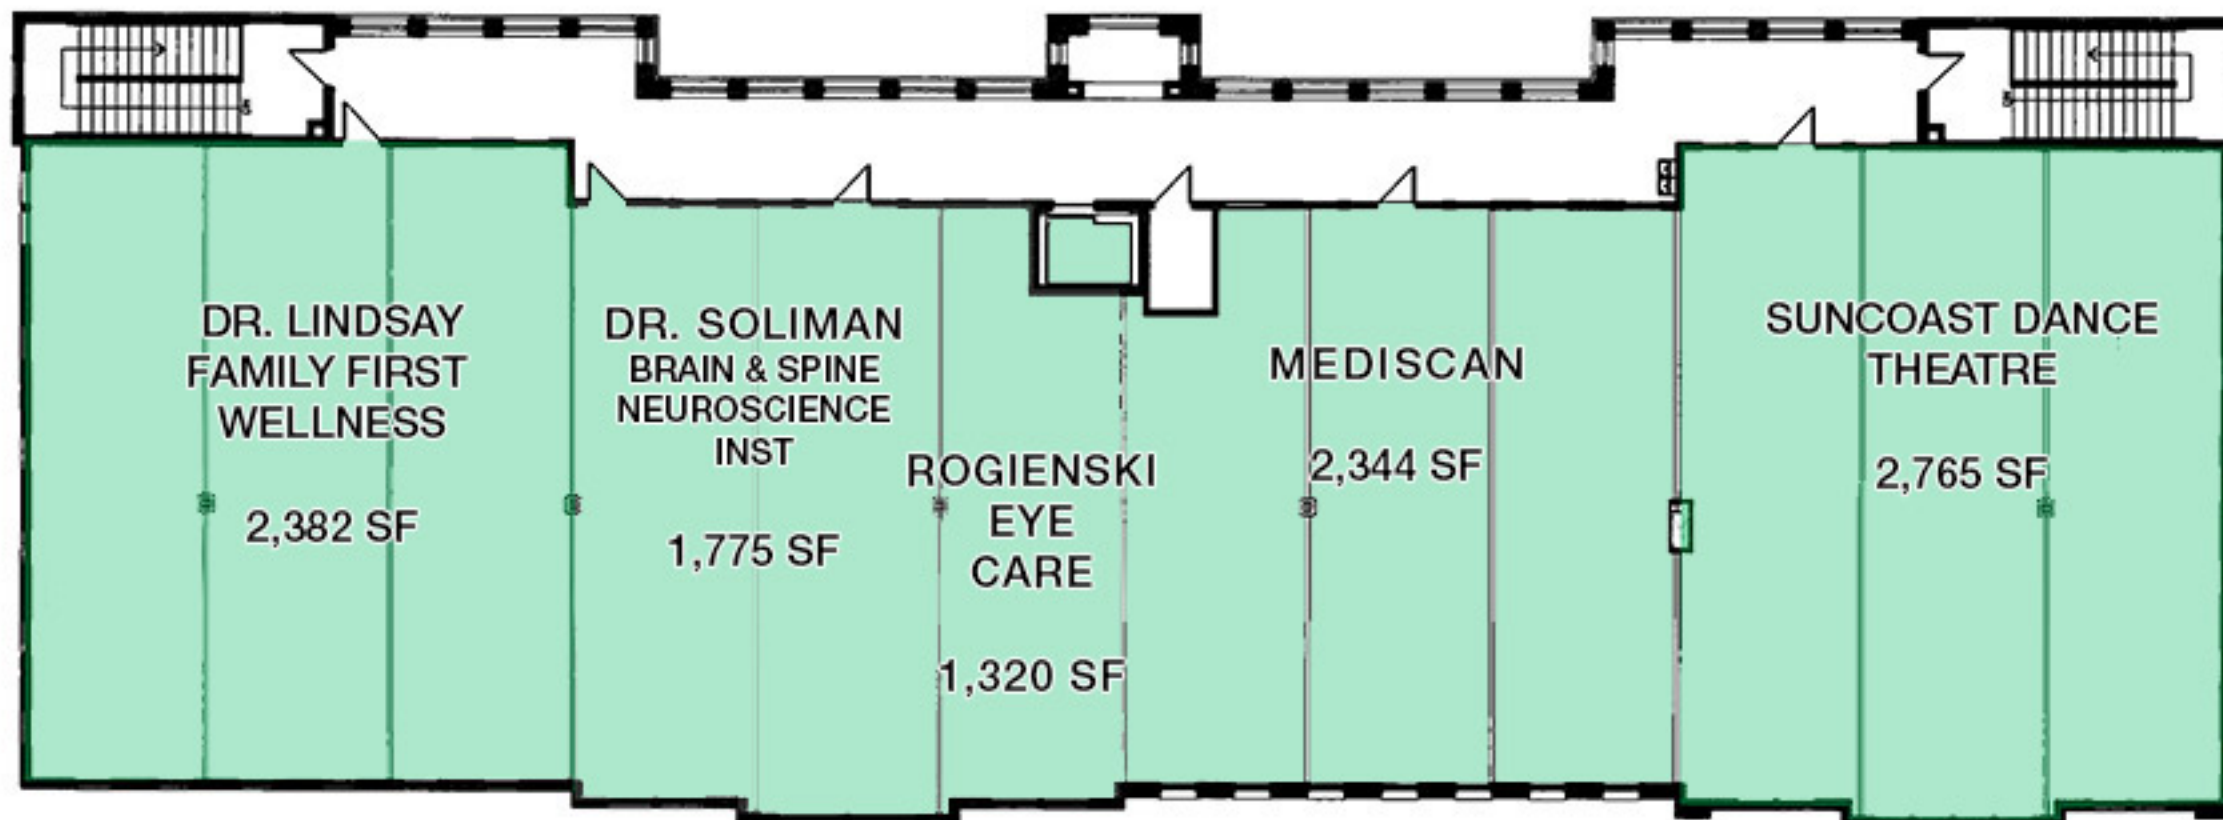 DR. LINDSAY
FAMILY FIRST
WELLNESS
2,382 SF
DR. SOLIMAN
BRAIN & SPINE
NEUROSCIENCE
INST
1,775 SF
ROGIENSKI
EYE
CARE
1,320 SF
MEDISCAN
2,344 SF
SUNCOAST DANCE
THEATRE
2,765 SF